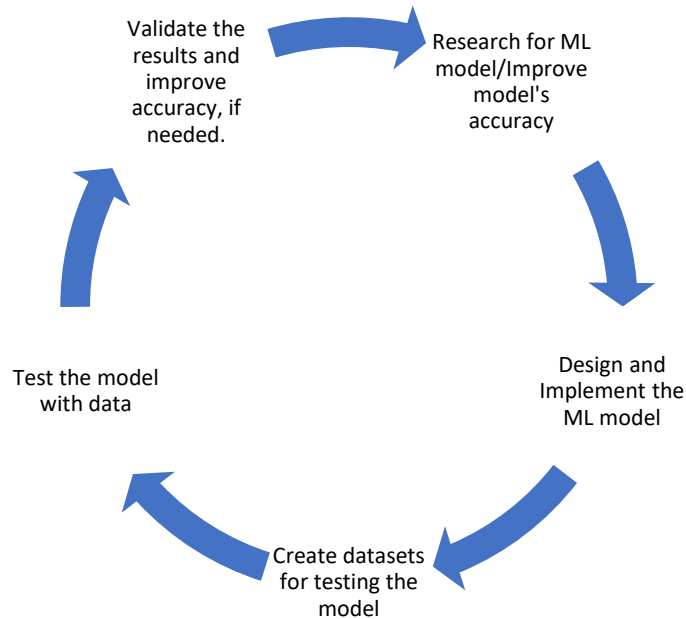 Validate the
results and
improve
accuracy, if
needed.
Research for ML
model/Improve
model's
accuracy
Design and
Implement the
ML model
Create datasets
for testing the
model
Test the model
with data